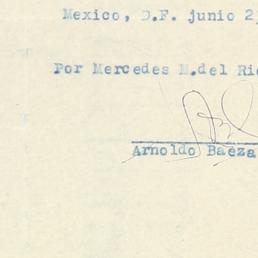 Mexico, D.F. junio 2
Por Mercedes M.del Rio
Arnoldo Baeza